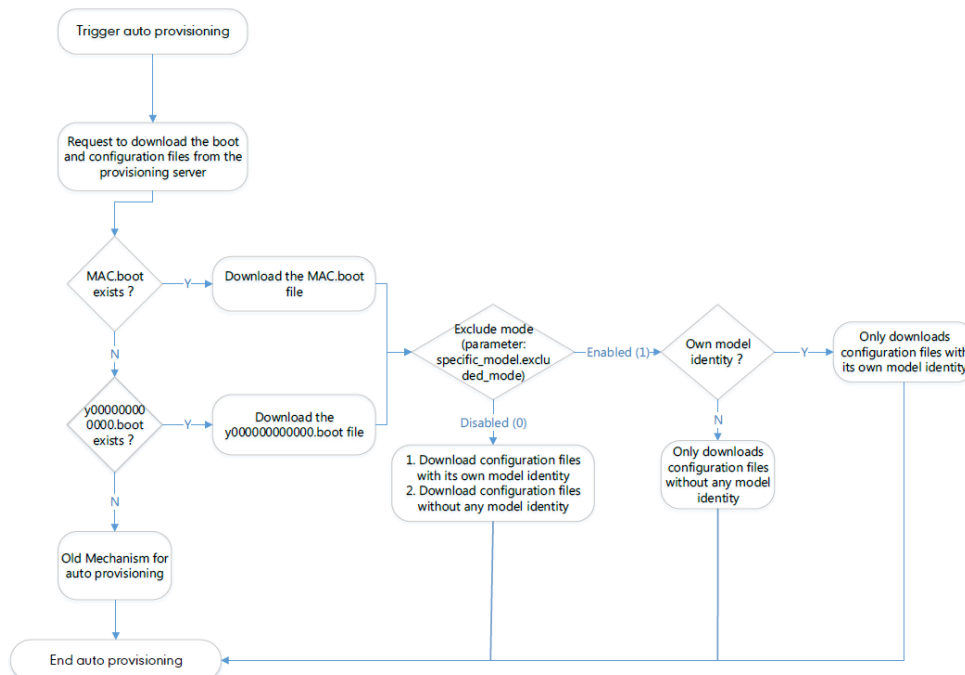 Trigger auto provisioning
Request to download the boot
and configuration files from the
provisioning server
MAC.boot
exists ?
Y
Download the MAC.boot
file
N
y00000000
0000.boot
exists ?
Y
Download the
y000000000000.boot file
N
Old Mechanism for
auto provisioning
End auto provisioning
Exclude mode
(parameter:
specific_model.exclu
ded_mode)
Enabled (1)
Disabled (0)
1. Download configuration files
with its own model identity
2. Download configuration files
without any model identity
Own model
identity ?
Y
Only downloads
configuration files with
its own model identity
N
Only downloads
configuration files
without any model
identity